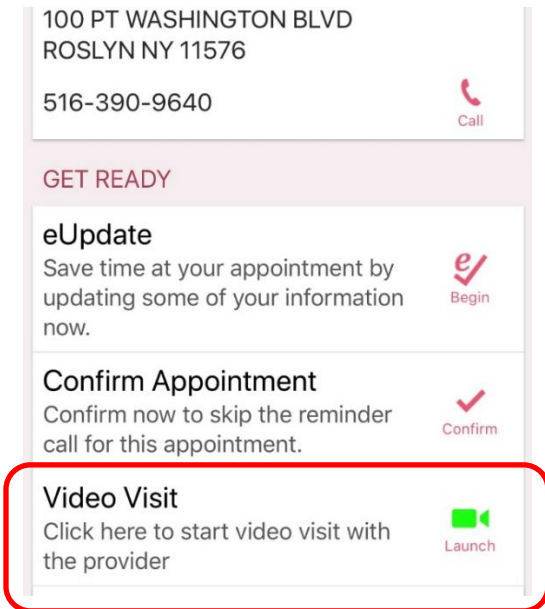 100 PT WASHINGTON BLVD
ROSLYN NY 11576
516-390-9640
Call
GET READY
eUpdate
Save time at your appointment by
updating some of your information
now.
e
Begin
Confirm Appointment
Confirm now to skip the reminder
call for this appointment.
Confirm
Video Visit
Click here to start video visit with
the provider
Launch